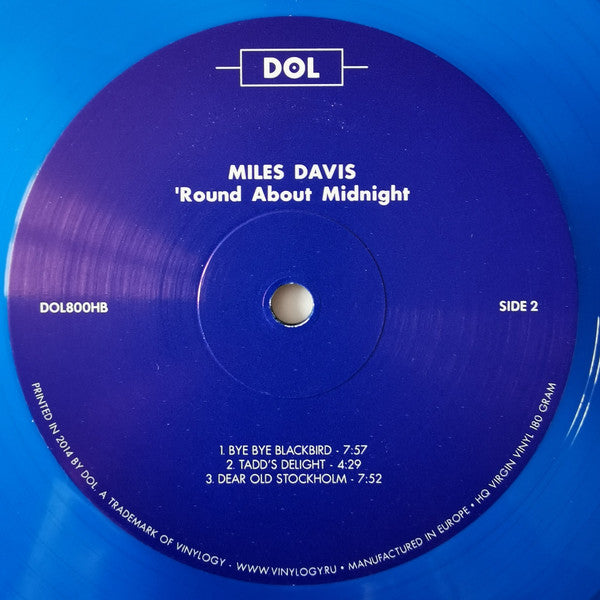 DOL
MILES DAVIS
'Round About Midnight
DOL800HB
SIDE 2
1. BYE BYE BLACKBIRD - 7:57
2. TADD'S DELIGHT - 4:29
3. DEAR OLD STOCKHOLM - 7:52
PRINTED IN 2014 BY DOL. A TRADEMARK OF VINYLOGY - WWW.VINYLOGY.RU • MANUFACTURED IN EUROPE • HQ VIRGIN VINYL 180 GRAM